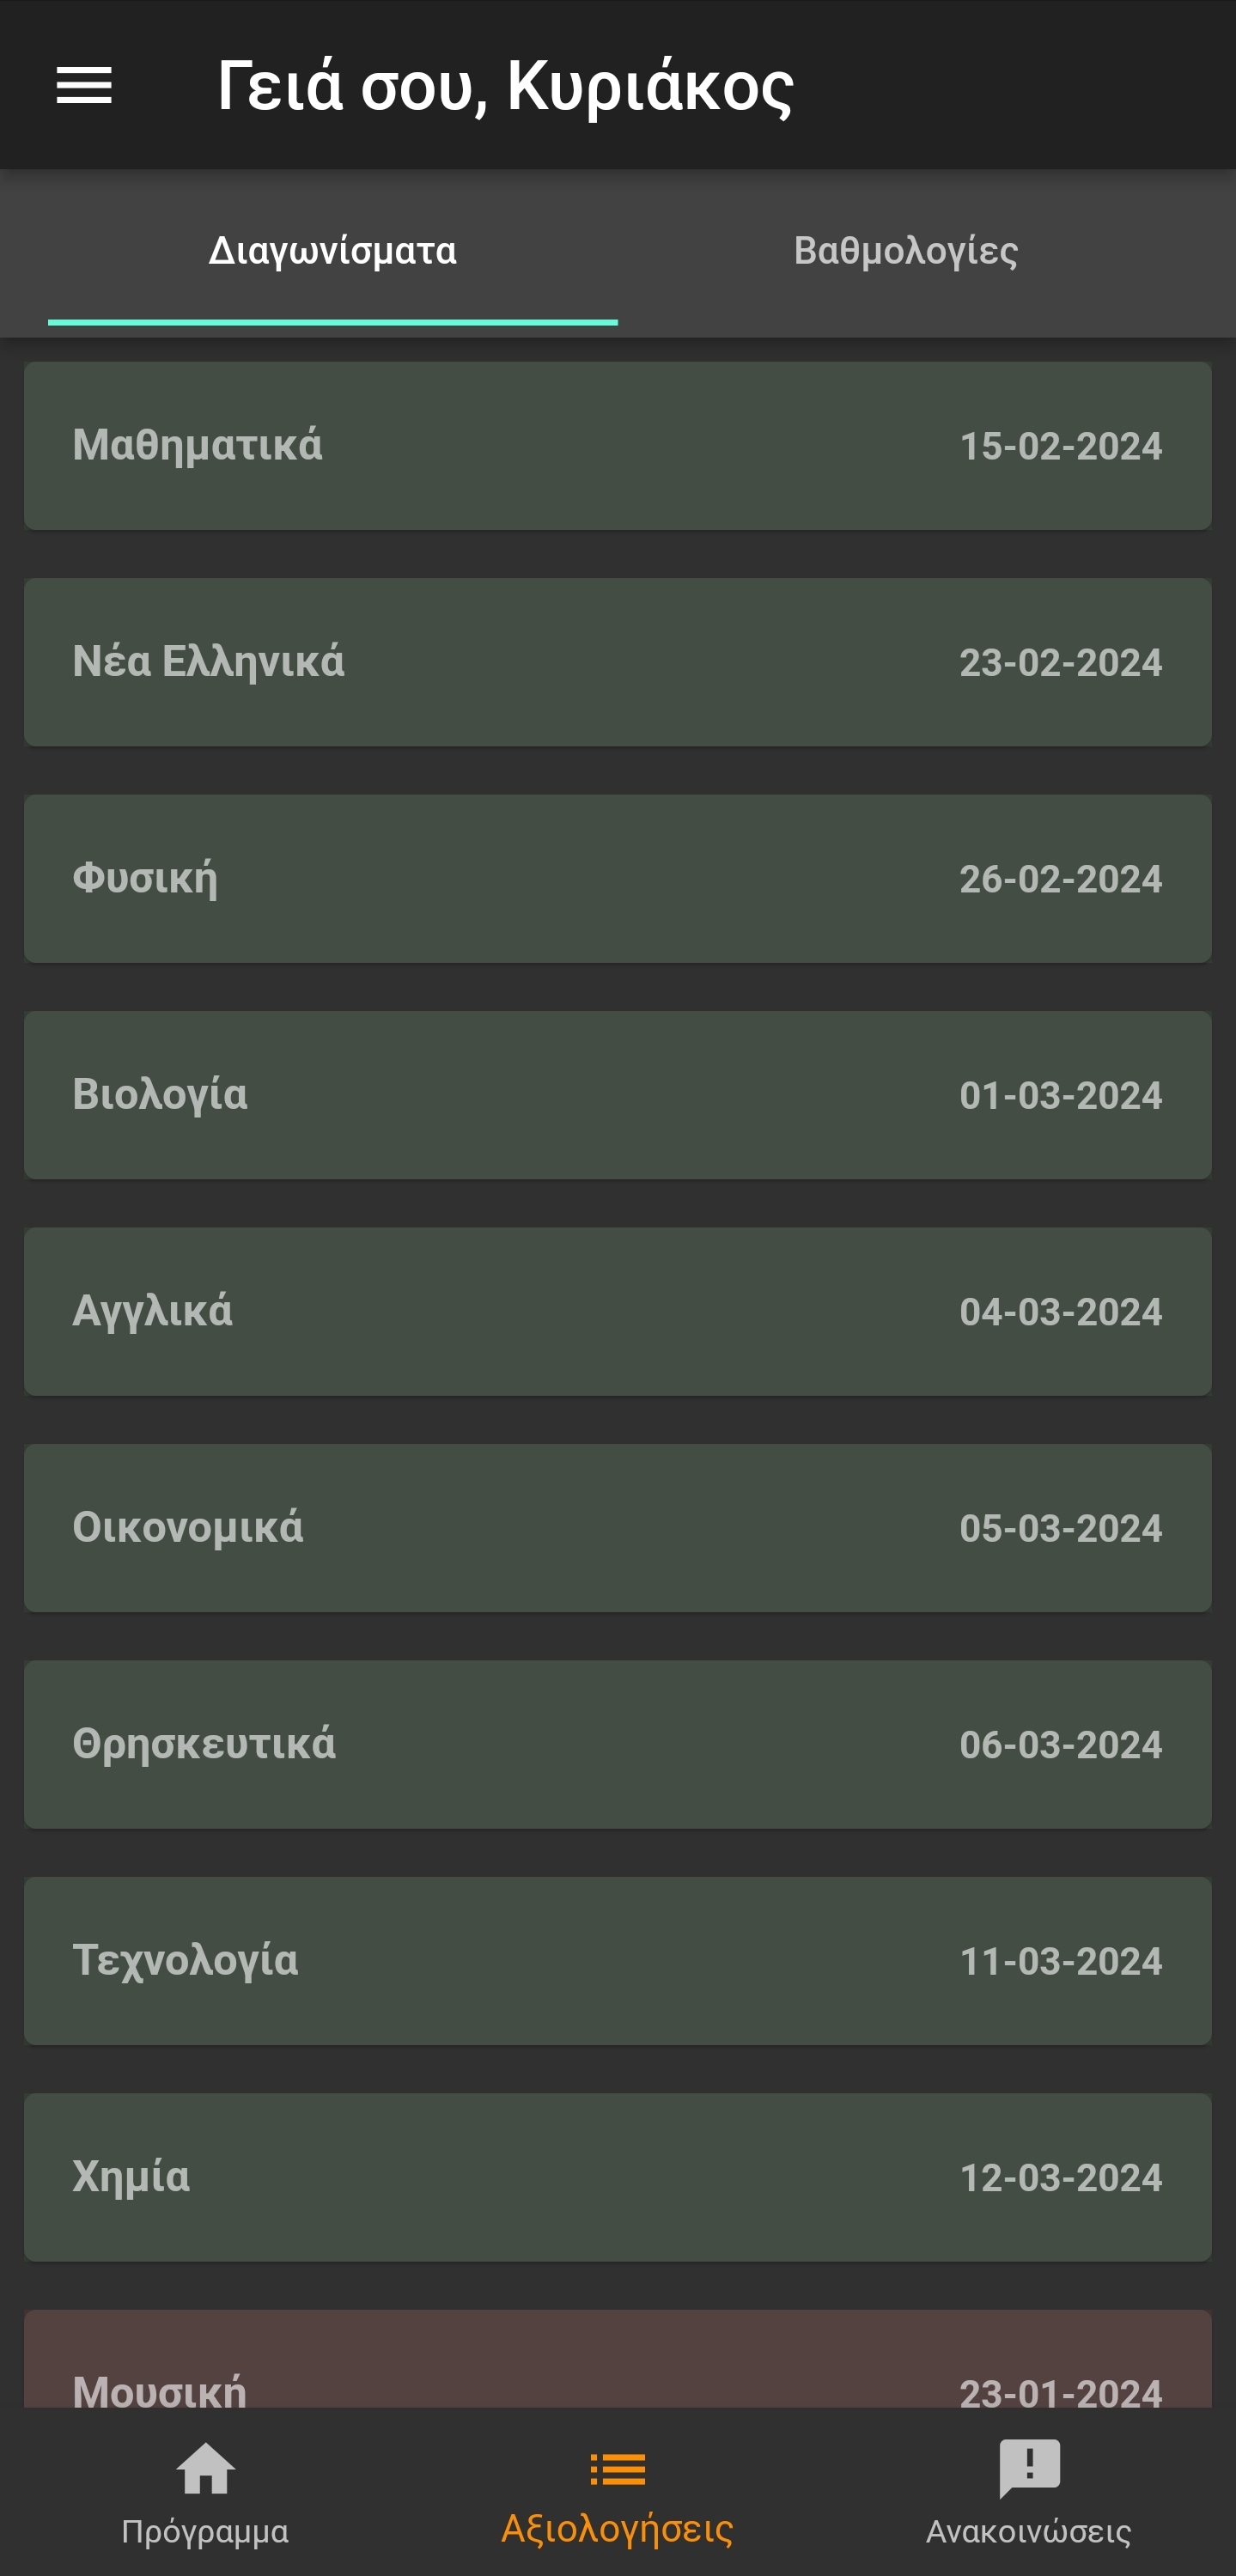 Γειά σου, Κυριάκος
Διαγωνίσματα Βαθμολογίες
Μαθηματικά 15-02-2024
Νέα Ελληνικά 23-02-2024
Φυσική 26-02-2024
Βιολογία 01-03-2024
Αγγλικά 04-03-2024
Οικονομικά 05-03-2024
Θρησκευτικά 06-03-2024
Τεχνολογία 11-03-2024
Χημία 12-03-2024
Μουσική 23-01-2024
Πρόγραμμα Αξιολογήσεις Ανακοινώσεις